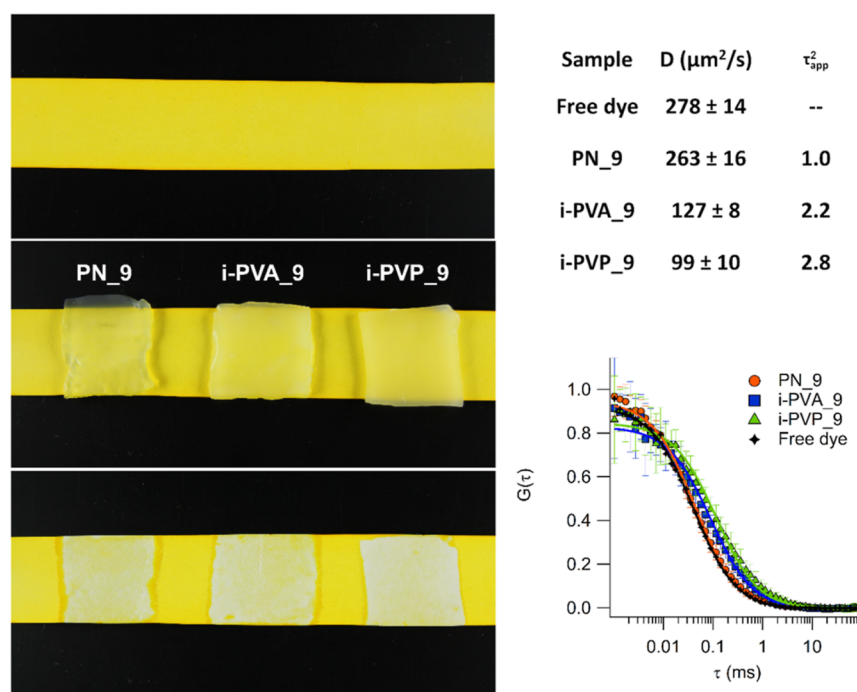 Sample D (μm²/s) τ²app
Free dye 278 ± 14 --
PN_9 263 ± 16 1.0
i-PVA_9 127 ± 8 2.2
i-PVP_9 99 ± 10 2.8
PN_9 i-PVA_9 i-PVP_9
PN_9
i-PVA_9
i-PVP_9
Free dye
G(τ)
1.0
0.8
0.6
0.4
0.2
0.0
0.01 0.1 1 10
τ (ms)